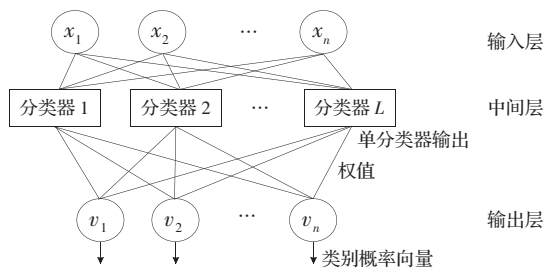 x1 x2 ··· xn 输入层
分类器 1 分类器 2 ··· 分类器 L 中间层
单分类器输出
权值
v1 v2 ··· vn 输出层
类别概率向量